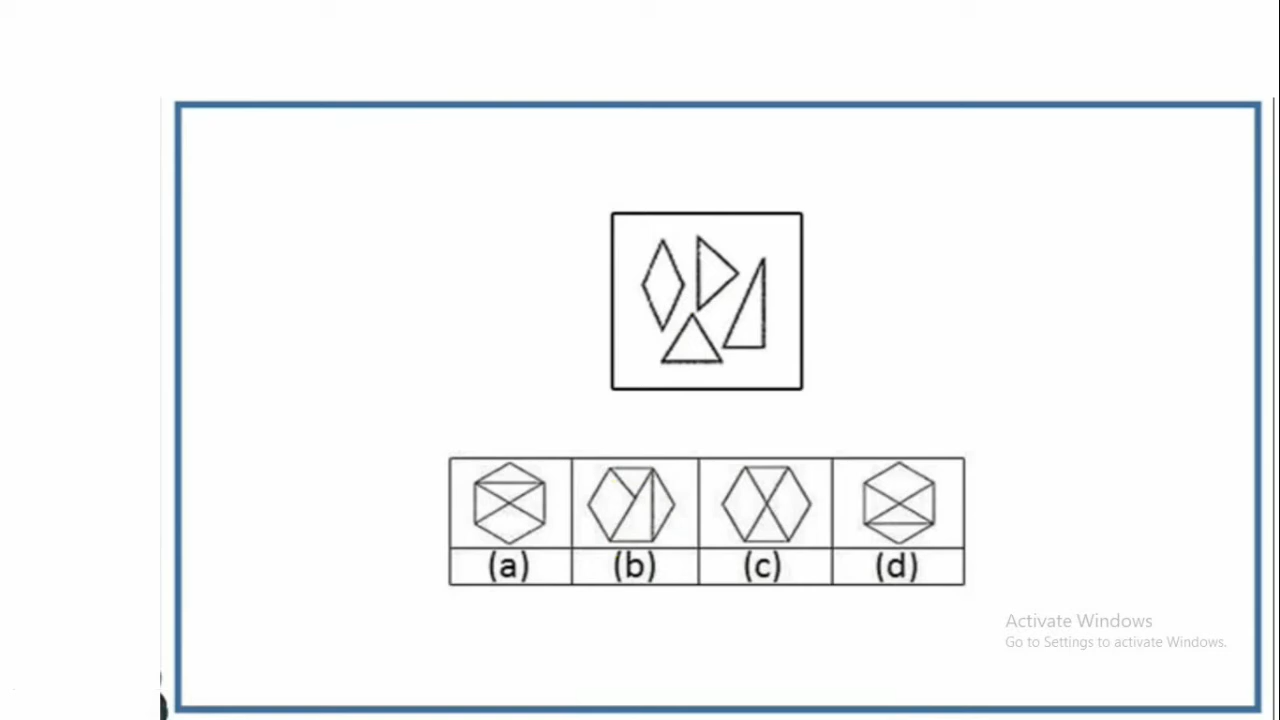 (a) (b) (c) (d)
Activate Windows
Go to Settings to activate Windows.